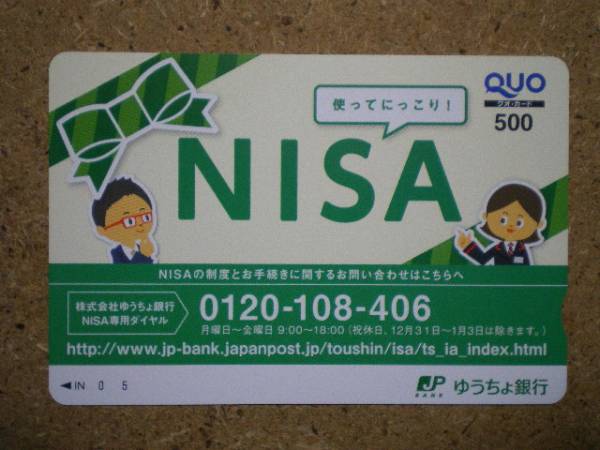 QUO
クオ・カード
500
使ってにっこり！
NISA
NISAの制度とお手続きに関するお問い合わせはこちらへ
株式会社ゆうちょ銀行
NISA専用ダイヤル
0120-108-406
月曜日～金曜日 9:00～18:00（祝休日、12月31日～1月3日は除きます。）
http://www.jp-bank.japanpost.jp/toushin/isa/ts_ia_index.html
◀IN 0 5
JP
BANK
ゆうちょ銀行